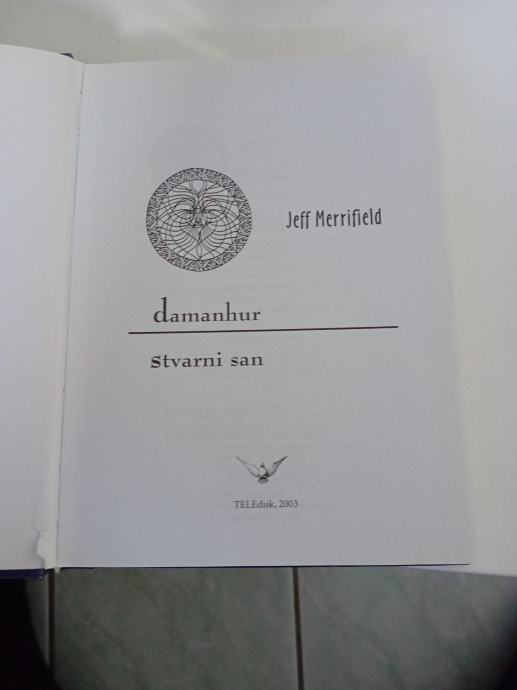 Jeff Merrifield
damanhur
stvarni san
TELEdisk, 2003